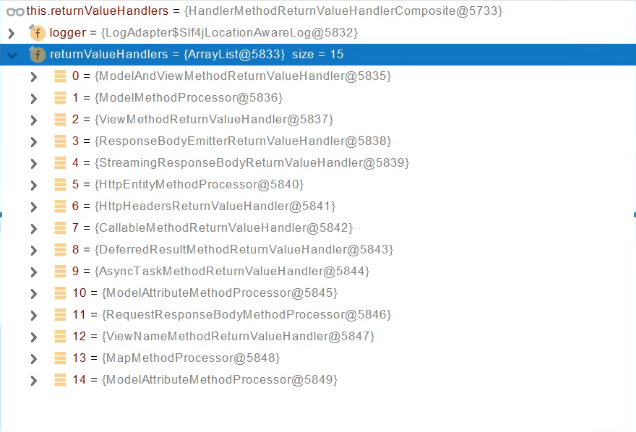 this.returnValueHandlers = {HandlerMethodReturnValueHandlerComposite@5733}
logger = {LogAdapter$Slf4jLocationAwareLog@5832}
returnValueHandlers = {ArrayList@5833} size = 15
0 = {ModelAndViewMethodReturnValueHandler@5835}
1 = {ModelMethodProcessor@5836}
2 = {ViewMethodReturnValueHandler@5837}
3 = {ResponseBodyEmitterReturnValueHandler@5838}
4 = {StreamingResponseBodyReturnValueHandler@5839}
5 = {HttpEntityMethodProcessor@5840}
6 = {HttpHeadersReturnValueHandler@5841}
7 = {CallableMethodReturnValueHandler@5842}
8 = {DeferredResultMethodReturnValueHandler@5843}
9 = {AsyncTaskMethodReturnValueHandler@5844}
10 = {ModelAttributeMethodProcessor@5845}
11 = {RequestResponseBodyMethodProcessor@5846}
12 = {ViewNameMethodReturnValueHandler@5847}
13 = {MapMethodProcessor@5848}
14 = {ModelAttributeMethodProcessor@5849}